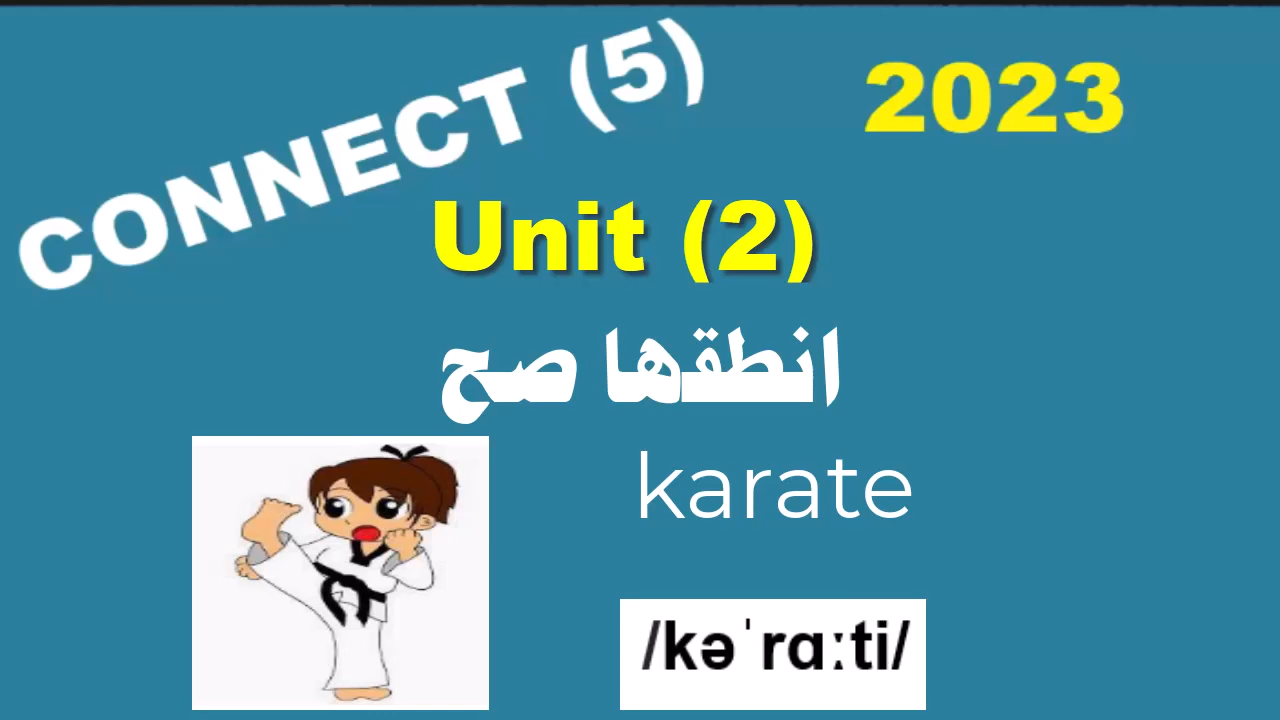 CONNECT (5)
2023
Unit (2)
انطقها صح
karate
/kəˈrɑːti/